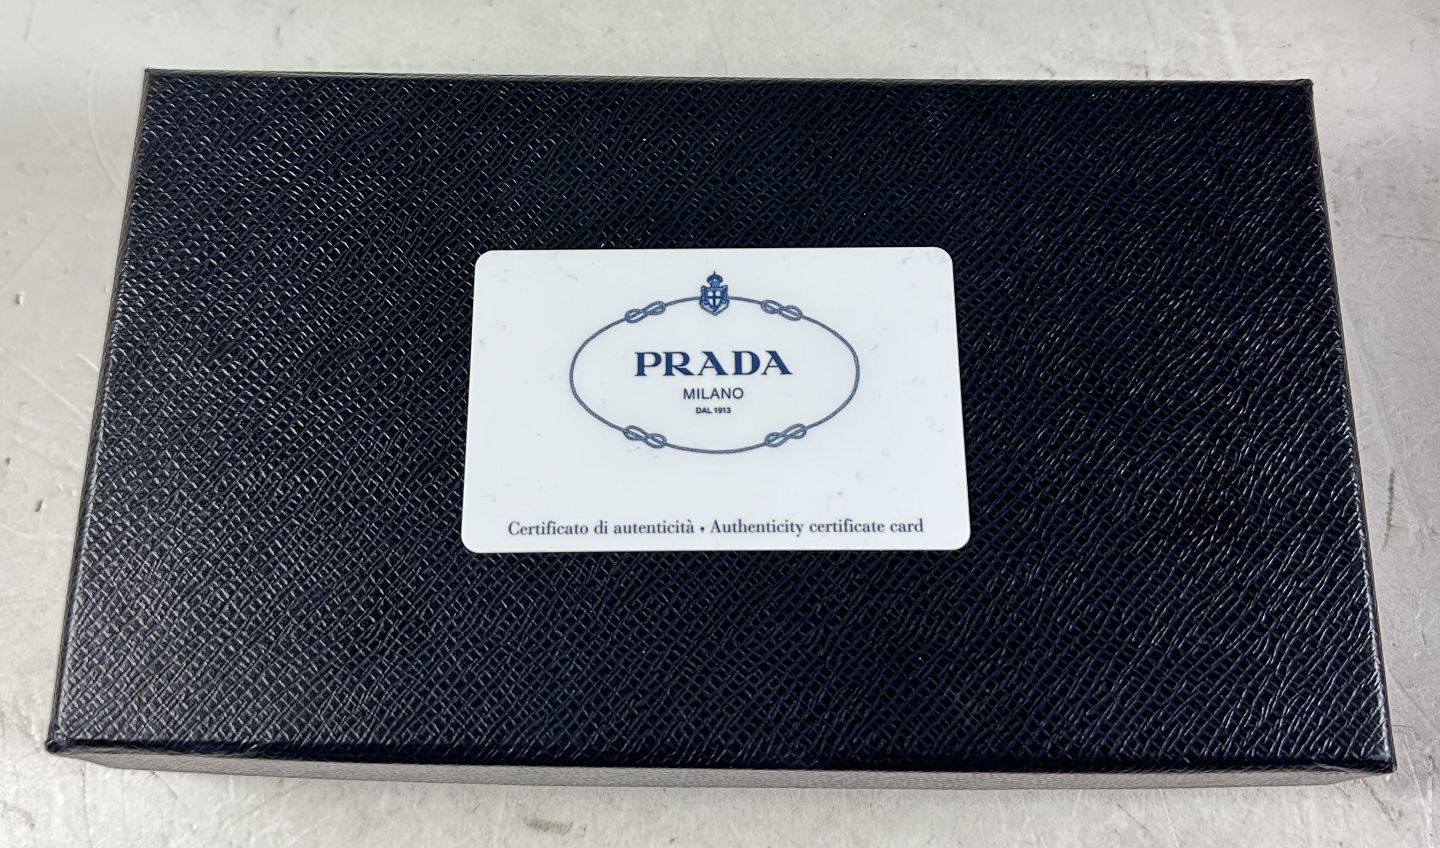 PRADA
MILANO
DAL 1913
Certificato di autenticità • Authenticity certificate card